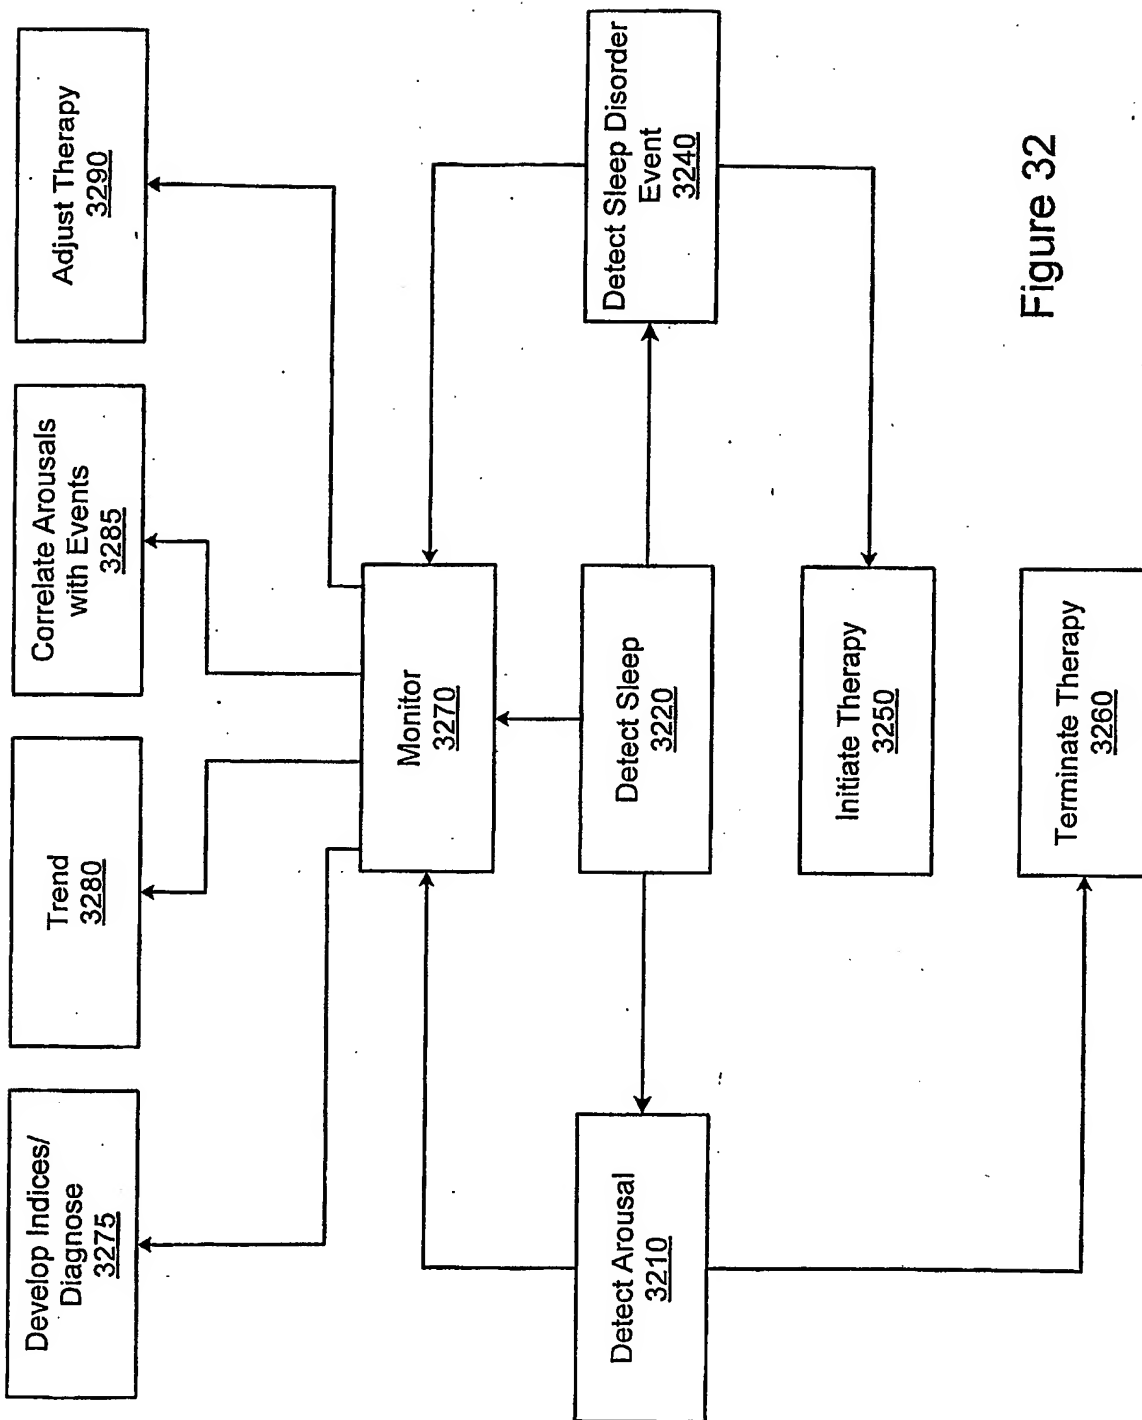 Develop Indices/
Diagnose
3275
Trend
3280
Correlate Arousals
with Events
3285
Adjust Therapy
3290
Monitor
3270
Detect Arousal
3210
Detect Sleep
3220
Detect Sleep Disorder
Event
3240
Initiate Therapy
3250
Terminate Therapy
3260
Figure 32